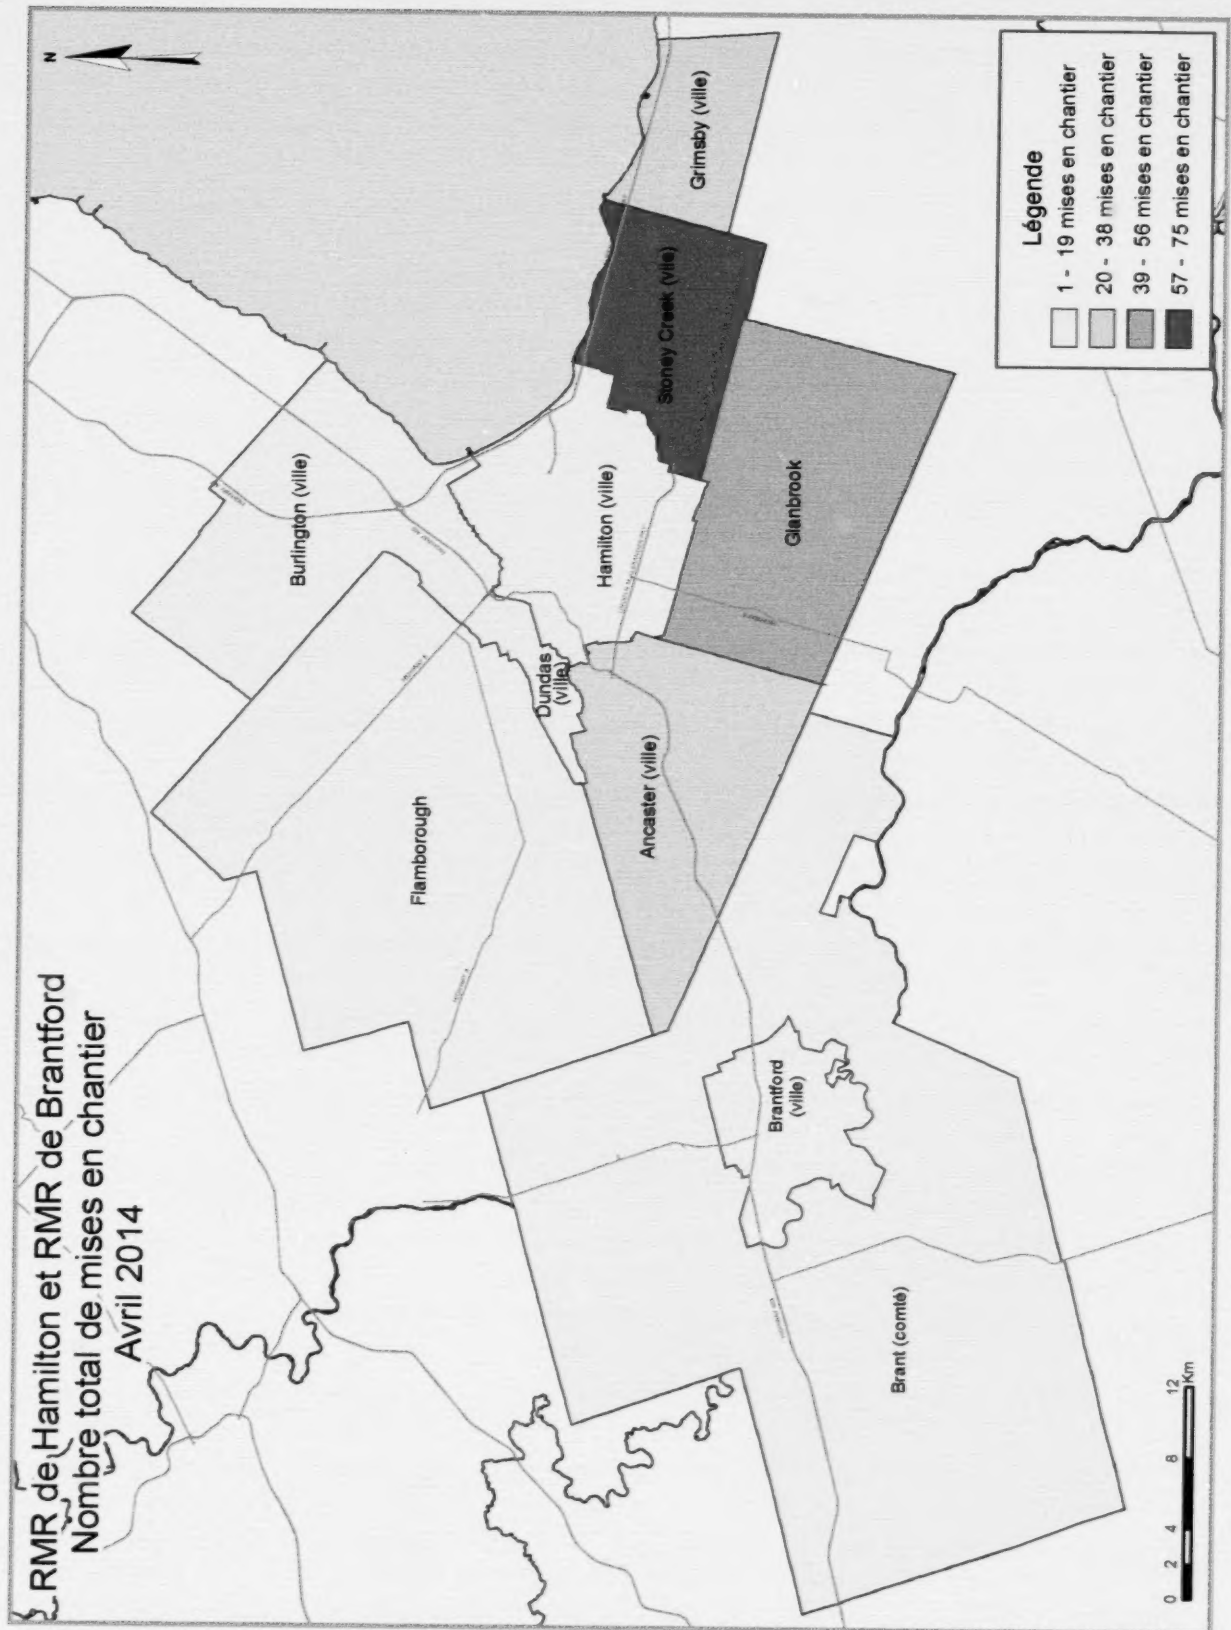 RMR de Hamilton et RMR de Brantford
Nombre total de mises en chantier
Avril 2014
N
Burlington (ville)
Flamborough
Dundas
(ville)
Hamilton (ville)
Stoney Creek (ville)
Grimsby (ville)
Ancaster (ville)
Glanbrook
Brantford
(ville)
Brant (comté)
Légende
1 - 19 mises en chantier
20 - 38 mises en chantier
39 - 56 mises en chantier
57 - 75 mises en chantier
0 2 4 8 12
Km